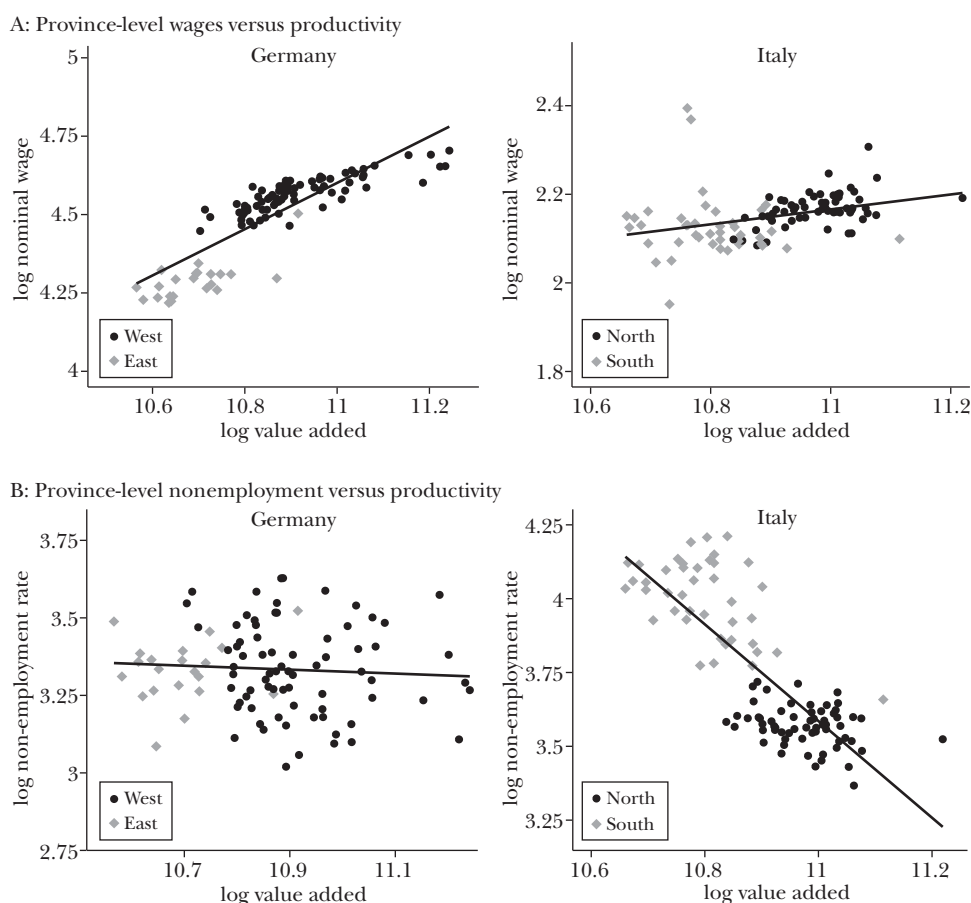 A: Province-level wages versus productivity
Germany
5
4.75
4.5
4.25
4
log nominal wage
West
East
10.6 10.8 11 11.2
log value added
Italy
2.4
2.2
2
1.8
log nominal wage
North
South
10.6 10.8 11 11.2
log value added
B: Province-level nonemployment versus productivity
Germany
3.75
3.5
3.25
3
2.75
log non-employment rate
West
East
10.7 10.9 11.1
log value added
Italy
4.25
4
3.75
3.5
3.25
log non-employment rate
North
South
10.6 10.8 11 11.2
log value added